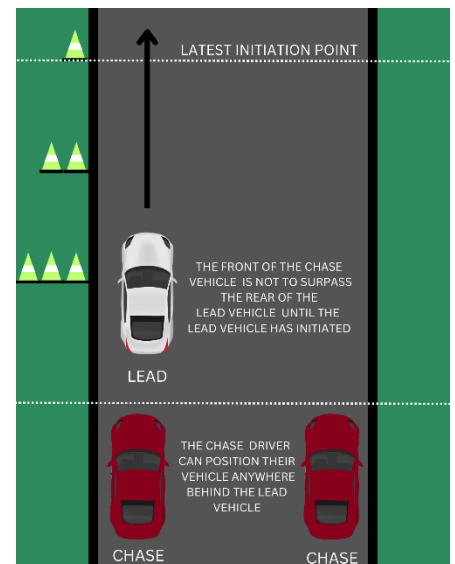 LATEST INITIATION POINT
THE FRONT OF THE CHASE
VEHICLE IS NOT TO SURPASS
THE REAR OF THE
LEAD VEHICLE UNTIL THE
LEAD VEHICLE HAS INITIATED
LEAD
THE CHASE DRIVER
CAN POSITION THEIR
VEHICLE ANYWHERE
BEHIND THE LEAD
VEHICLE
CHASE
CHASE